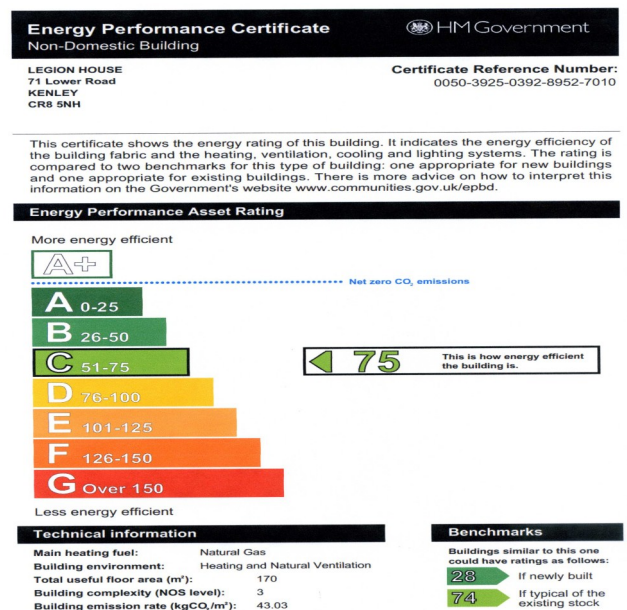 Energy Performance Certificate
HM Government
Non-Domestic Building
LEGION HOUSE
71 Lower Road
KENLEY
CR8 5NH
Certificate Reference Number:
0050-3925-0392-8952-7010
This certificate shows the energy rating of this building. It indicates the energy efficiency of
the building fabric and the heating, ventilation, cooling and lighting systems. The rating is
compared to two benchmarks for this type of building: one appropriate for new buildings
and one appropriate for existing buildings. There is more advice on how to interpret this
information on the Government's website www.communities.gov.uk/epbd.
Energy Performance Asset Rating
More energy efficient
A+
Net zero CO₂ emissions
A 0-25
B 26-50
C 51-75
75
This is how energy efficient
the building is.
D 76-100
E 101-125
F 126-150
G Over 150
Less energy efficient
Technical information
Main heating fuel: Natural Gas
Building environment: Heating and Natural Ventilation
Total useful floor area (m²): 170
Building complexity (NOS level): 3
Building emission rate (kgCO₂/m²): 43.03
Benchmarks
Buildings similar to this one
could have ratings as follows:
28 If newly built
74 If typical of the
existing stock